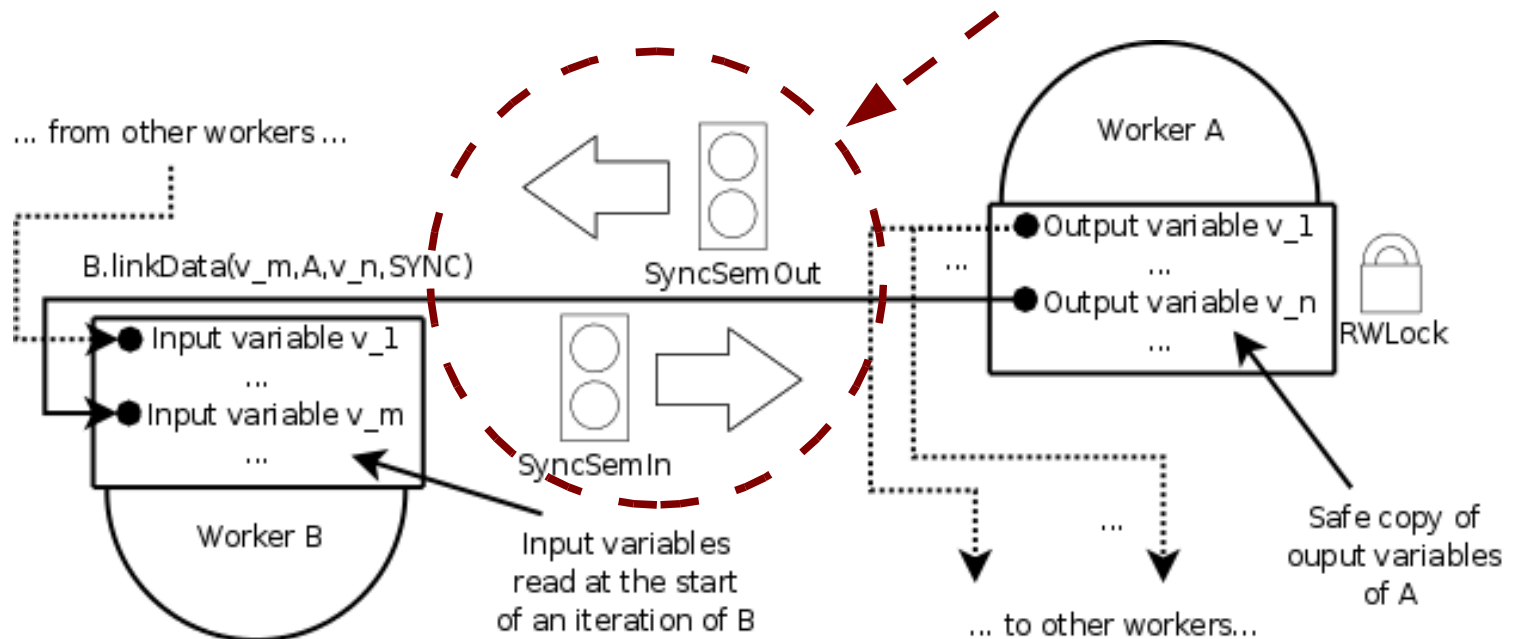 ... from other workers ...
Worker A
Output variable v_1
...
...
B.linkData(v_m,A,v_n,SYNC)
SyncSemOut
Output variable v_n
...
RWLock
Input variable v_1
...
Input variable v_m
...
SyncSemIn
Worker B
Input variables
read at the start
of an iteration of B
...
Safe copy of
ouput variables
of A
... to other workers...